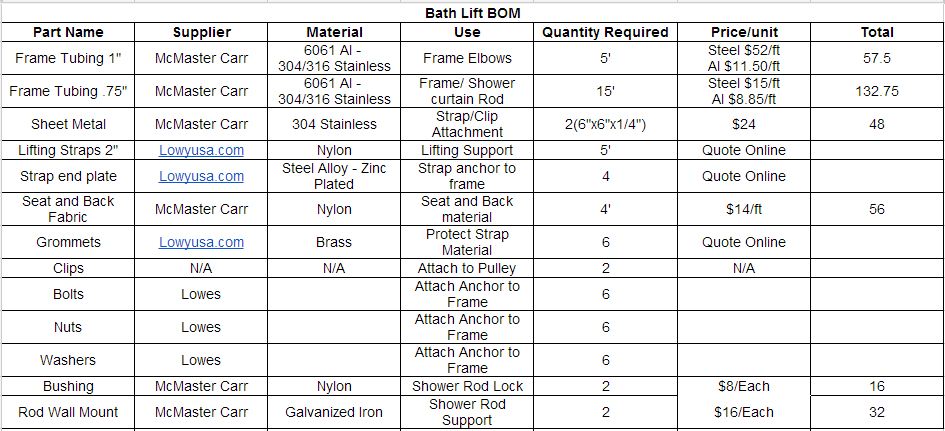 Bath Lift BOM
Part Name Supplier Material Use Quantity Required Price/unit Total
Frame Tubing 1" McMaster Carr 6061 Al - 304/316 Stainless Frame Elbows 5' Steel $52/ft Al $11.50/ft 57.5
Frame Tubing .75" McMaster Carr 6061 Al - 304/316 Stainless Frame/ Shower curtain Rod 15' Steel $15/ft Al $8.85/ft 132.75
Sheet Metal McMaster Carr 304 Stainless Strap/Clip Attachment 2(6"x6"x1/4") $24 48
Lifting Straps 2" Lowyusa.com Nylon Lifting Support 5' Quote Online
Strap end plate Lowyusa.com Steel Alloy - Zinc Plated Strap anchor to frame 4 Quote Online
Seat and Back Fabric McMaster Carr Nylon Seat and Back material 4' $14/ft 56
Grommets Lowyusa.com Brass Protect Strap Material 6 Quote Online
Clips N/A N/A Attach to Pulley 2 N/A
Bolts Lowes Attach Anchor to Frame 6
Nuts Lowes Attach Anchor to Frame 6
Washers Lowes Attach Anchor to Frame 6
Bushing McMaster Carr Nylon Shower Rod Lock 2 $8/Each 16
Rod Wall Mount McMaster Carr Galvanized Iron Shower Rod Support 2 $16/Each 32